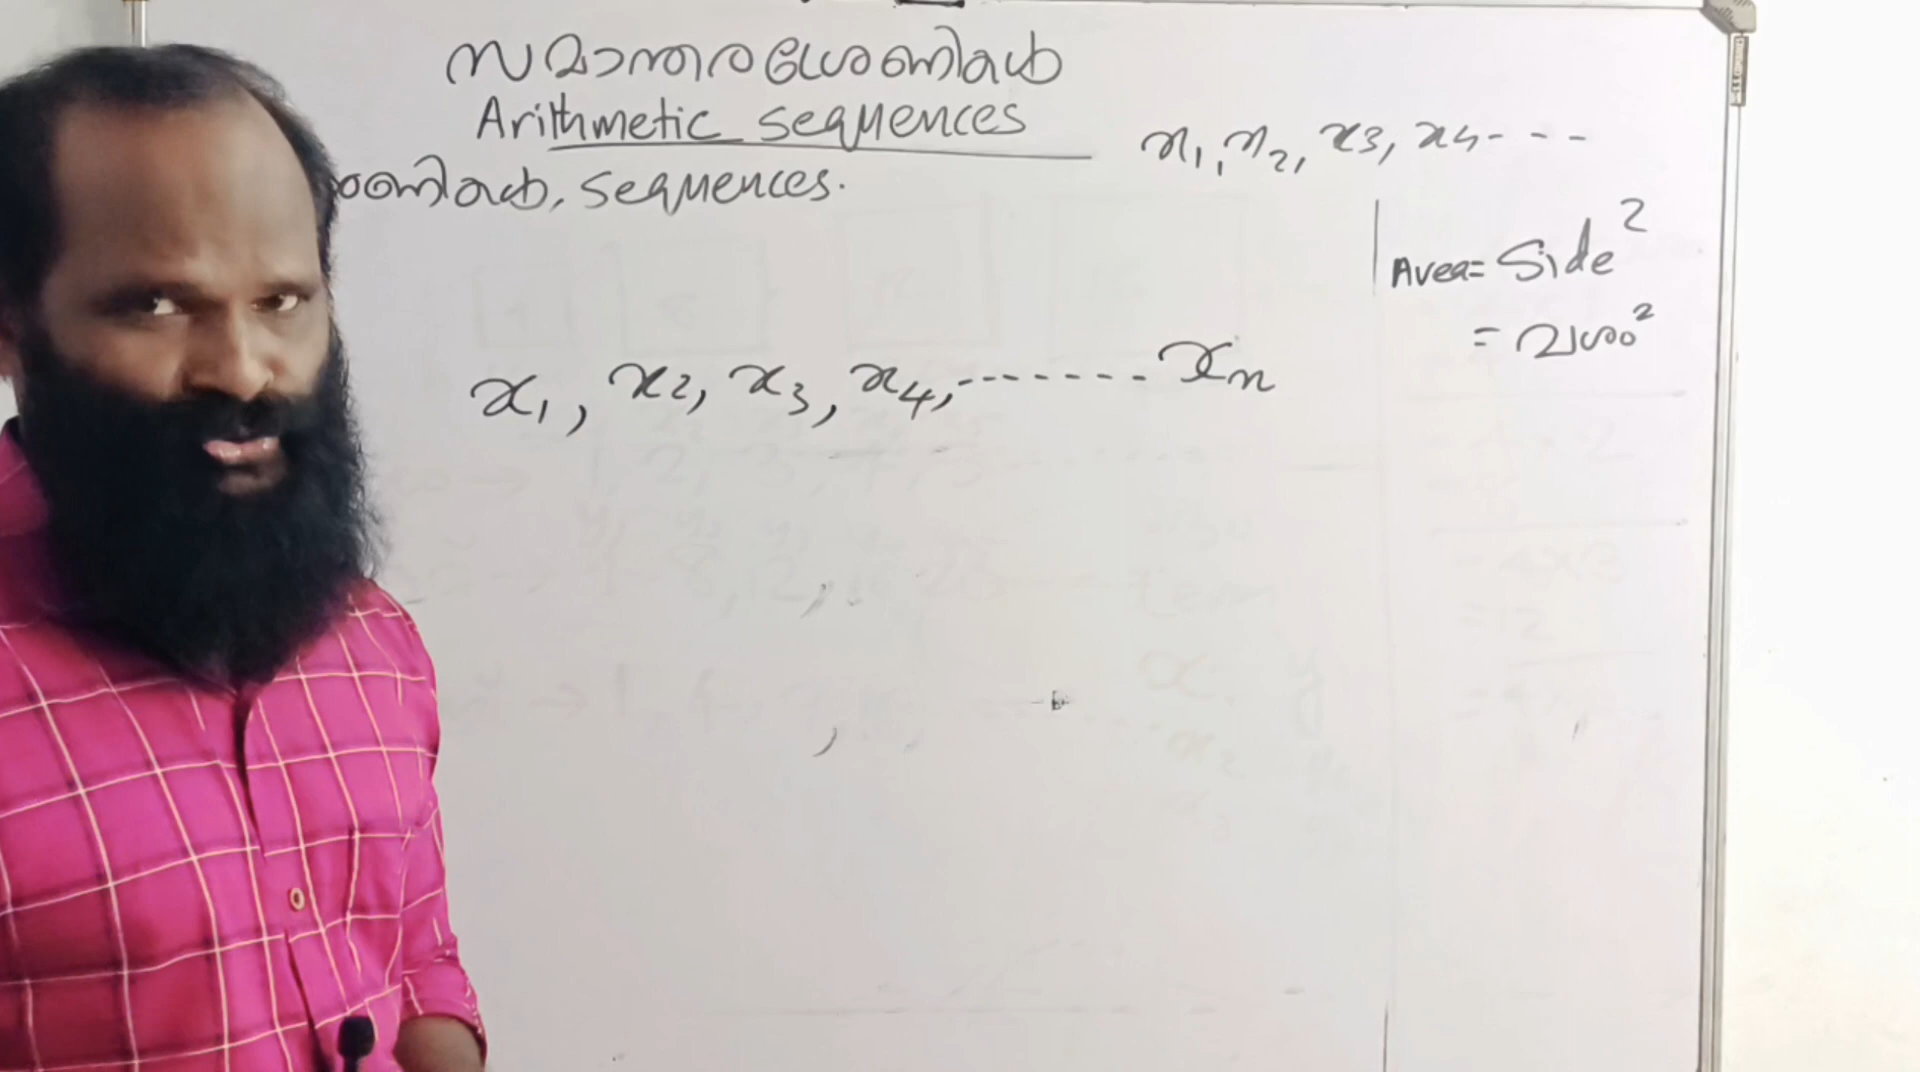 സമാന്തരശ്രേണികൾ
Arithmetic sequences
sequences.
x₁, x₂, x₃, x₄ - - -
Area = Side²
= വശം²
x₁, x₂, x₃, x₄, ....... xₙ